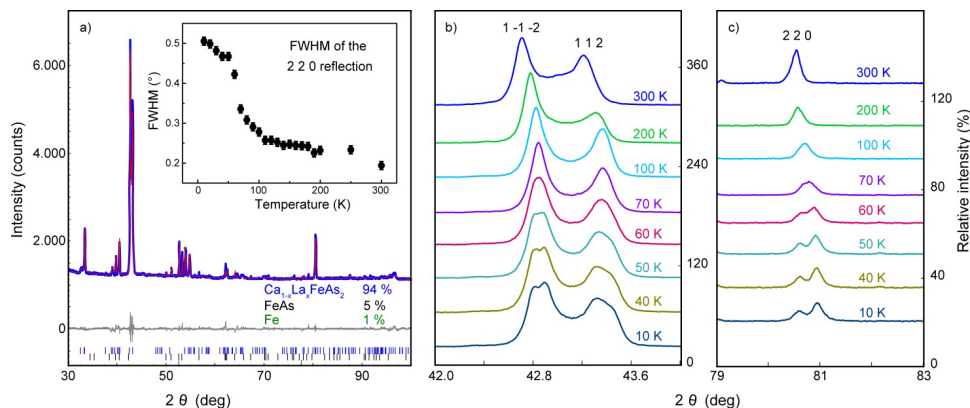 a)
FWHM of the
2 2 0 reflection
FWHM (°)
0.5
0.4
0.3
0.2
0
100
200
300
Temperature (K)
Intensity (counts)
6.000
4.000
2.000
0
Ca1-xLaxFeAs2 94 %
FeAs 5 %
Fe 1 %
30
50
70
90
2 θ (deg)
b)
1 -1 -2
1 1 2
300 K
200 K
100 K
70 K
60 K
50 K
40 K
10 K
360
240
120
0
42.0
42.8
43.6
2 θ (deg)
c)
2 2 0
300 K
200 K
100 K
70 K
60 K
50 K
40 K
10 K
120
80
40
0
Relative intensity (%)
79
81
83